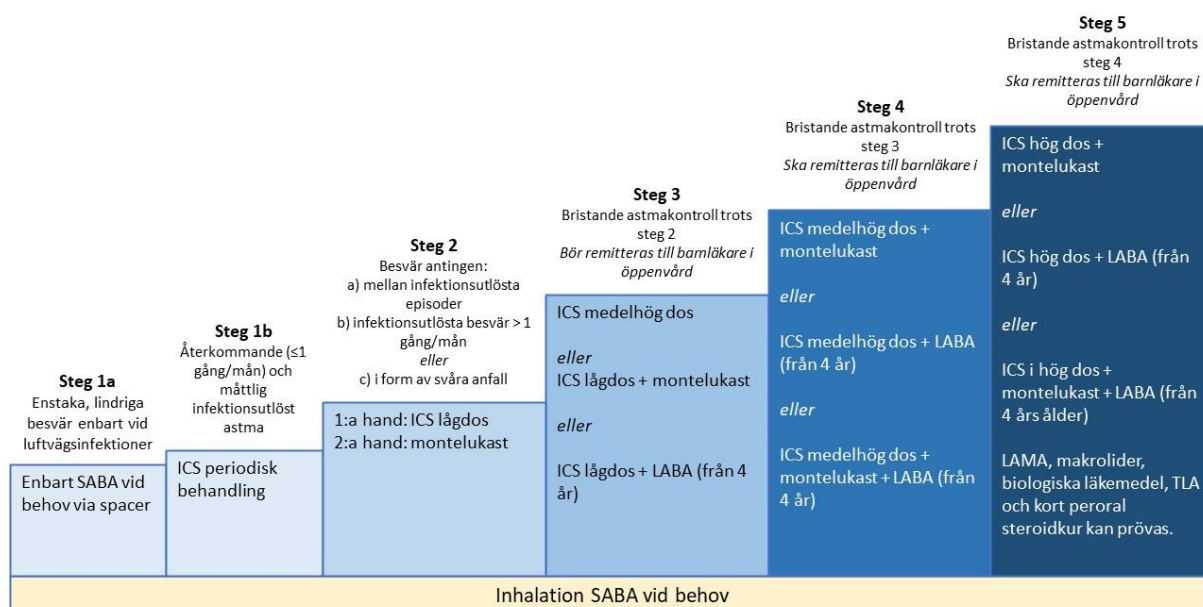 Steg 1a
Enstaka, lindriga
besvär enbart vid
luftvägsinfektioner
Enbart SABA vid
behov via spacer
Steg 1b
Återkommande (≤1
gång/mån) och
måttlig
infektionsutlöst
astma
ICS periodisk
behandling
Steg 2
Besvär antingen:
a) mellan infektionsutlösta
episoder
b) infektionsutlösta besvär > 1
gång/mån
eller
c) i form av svåra anfall
1:a hand: ICS lågdos
2:a hand: montelukast
Steg 3
Bristande astmakontroll trots
steg 2
Bör remitteras till barnläkare i
öppenvård
ICS medelhög dos
eller
ICS lågdos + montelukast
eller
ICS lågdos + LABA (från 4
år)
Steg 4
Bristande astmakontroll trots
steg 3
Ska remitteras till barnläkare i
öppenvård
ICS medelhög dos +
montelukast
eller
ICS medelhög dos + LABA
(från 4 år)
eller
ICS medelhög dos +
montelukast + LABA (från
4 år)
Steg 5
Bristande astmakontroll trots
steg 4
Ska remitteras till barnläkare i
öppenvård
ICS hög dos +
montelukast
eller
ICS hög dos + LABA (från
4 år)
eller
ICS i hög dos +
montelukast + LABA (från
4 års ålder)
LAMA, makrolider,
biologiska läkemedel, TLA
och kort peroral
steroidkur kan prövas.
Inhalation SABA vid behov